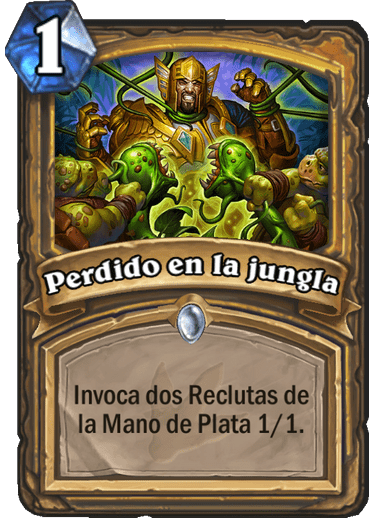 1
Perdido en la jungla
Invoca dos Reclutas de
la Mano de Plata 1/1.